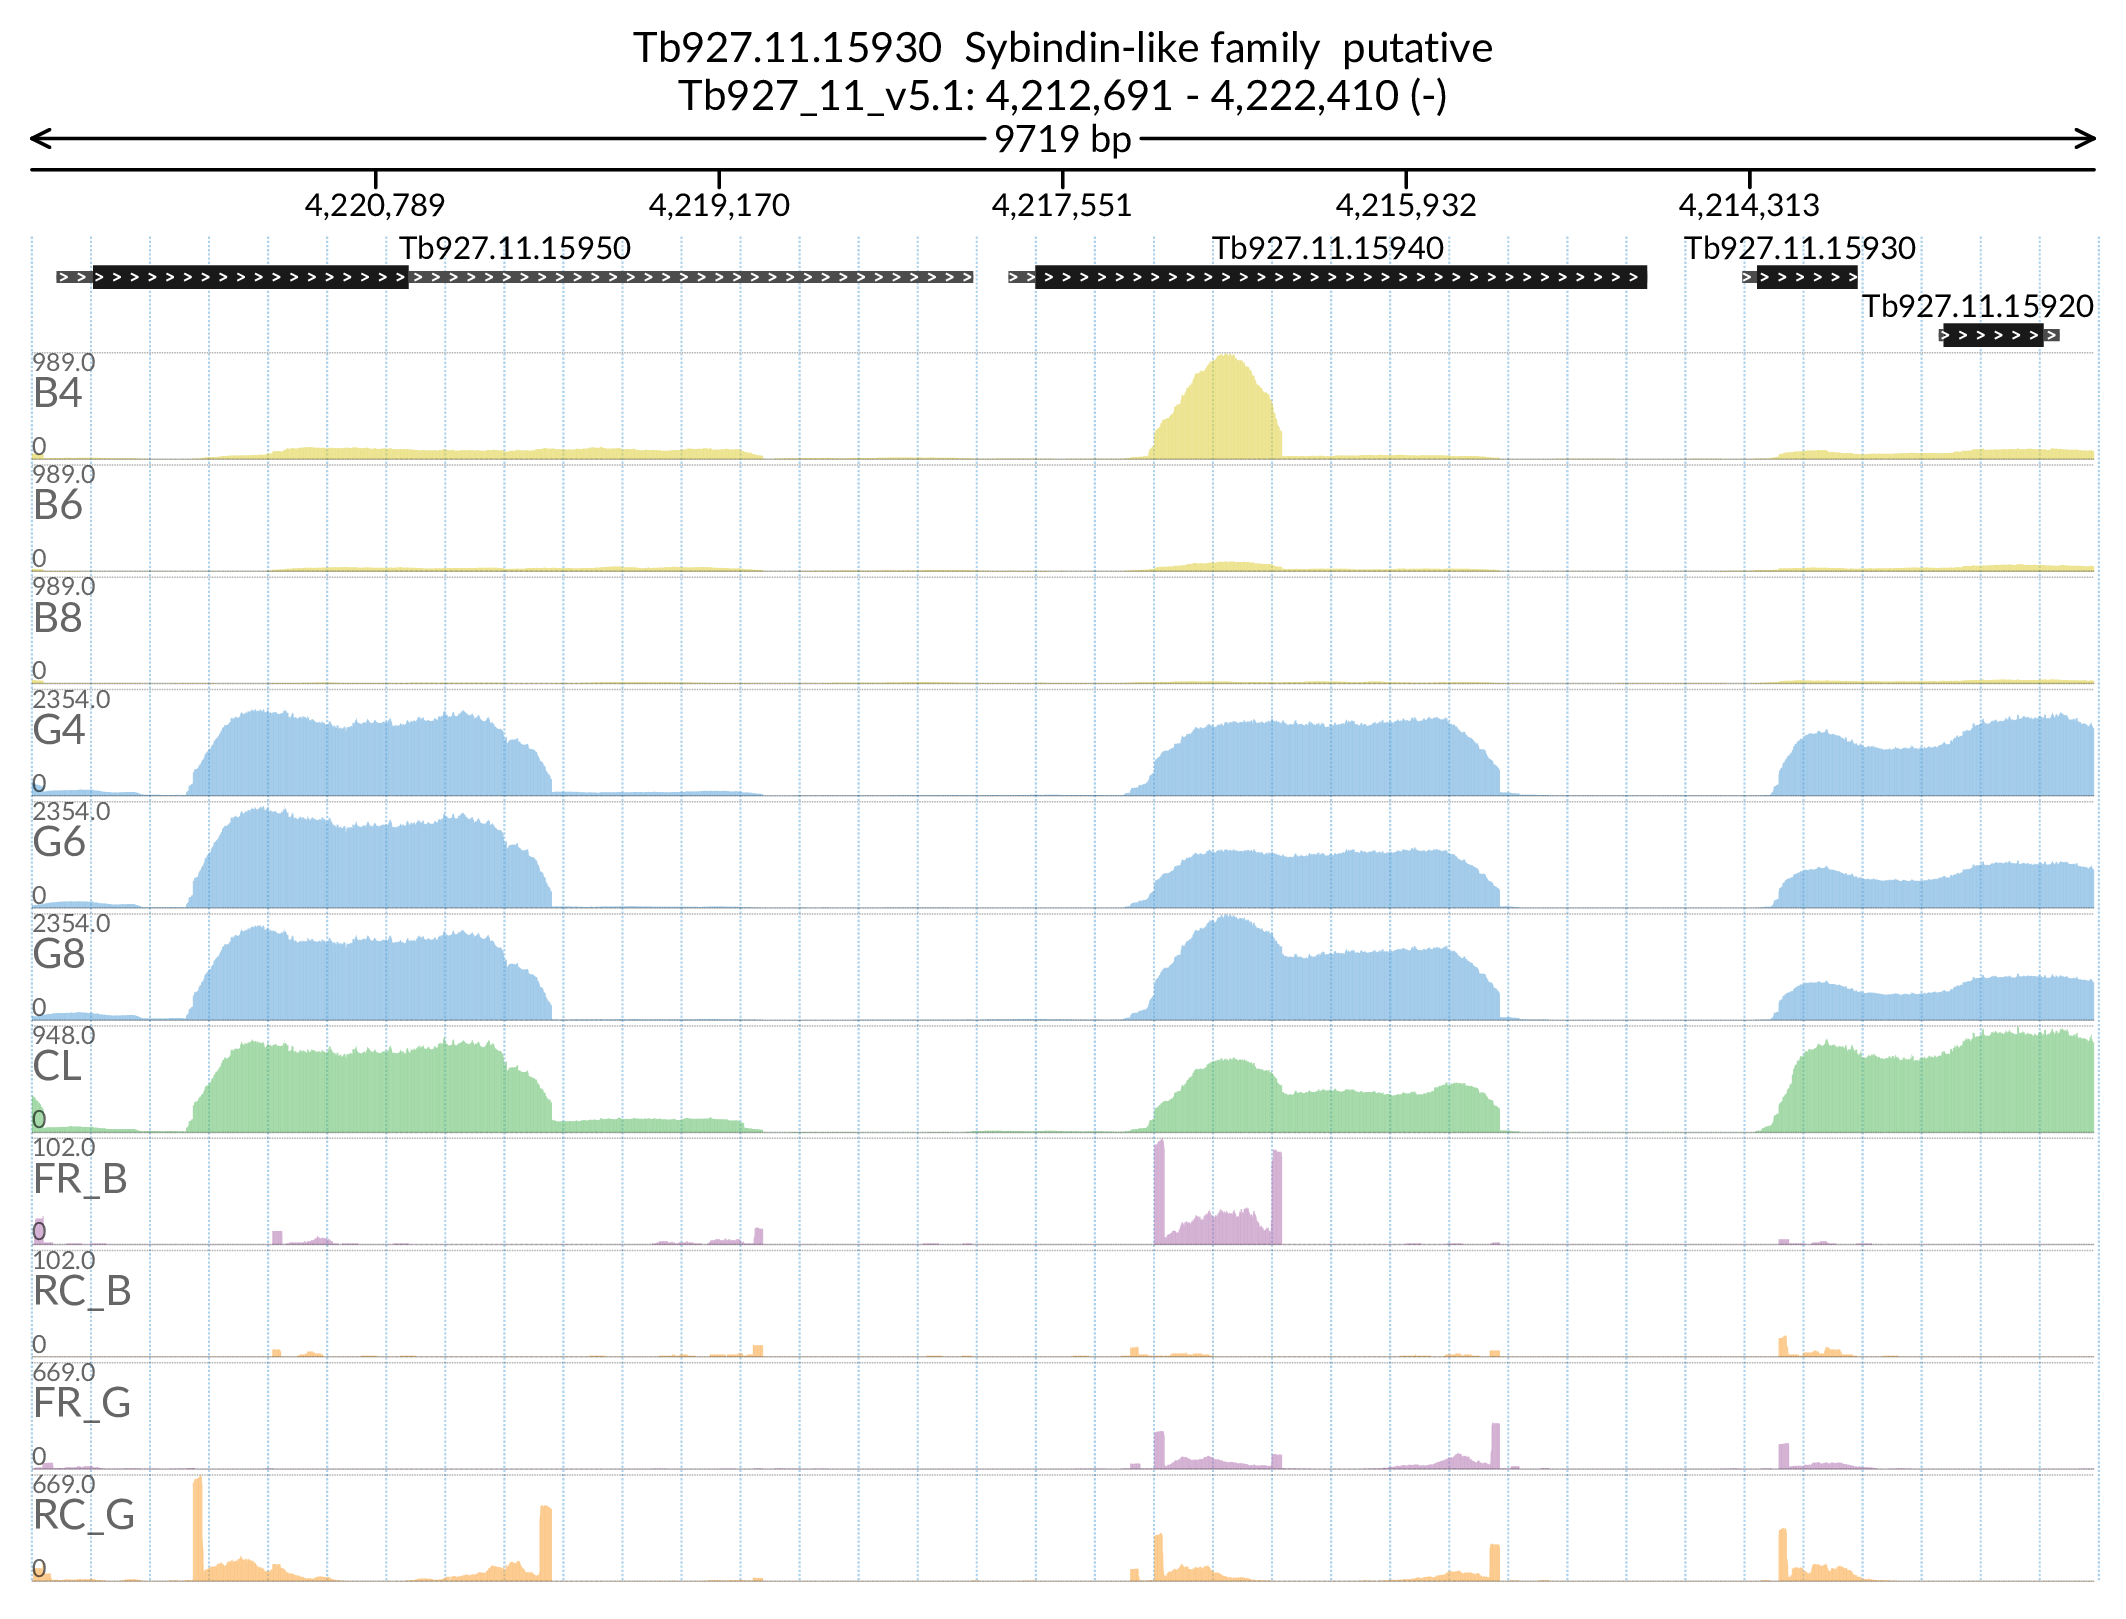 Tb927.11.15930  Sybindin-like family  putative
Tb927_11_v5.1: 4,212,691 - 4,222,410 (-)
9719 bp
4,220,789 4,219,170 4,217,551 4,215,932 4,214,313
Tb927.11.15950 Tb927.11.15940 Tb927.11.15930
Tb927.11.15920
989.0
B4
0
989.0
B6
0
989.0
B8
0
2354.0
G4
0
2354.0
G6
0
2354.0
G8
0
948.0
CL
0
102.0
FR_B
0
102.0
RC_B
0
669.0
FR_G
0
669.0
RC_G
0